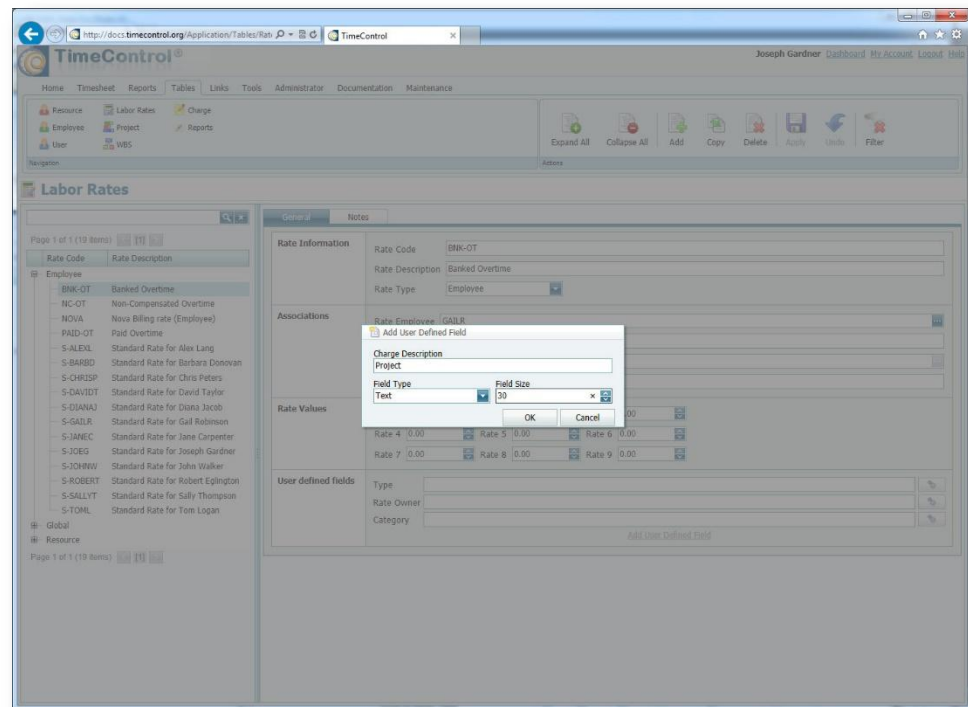 http://docs.timecontrol.org/Application/Tables/Rat
TimeControl
TimeControl®
Joseph Gardner Dashboard My Account Logout Help
Home Timesheet Reports Tables Links Tools Administrator Documentation Maintenance
Resource Labor Rates Charge
Employee Project Reports
User WBS
Expand All Collapse All Add Copy Delete Apply Undo Filter
Navigation Actions
Labor Rates
General Notes
Page 1 of 1 (19 items) [1]
Rate Code Rate Description
Employee
BNK-OT Banked Overtime
NC-OT Non-Compensated Overtime
NOVA Nova Billing rate (Employee)
PAID-OT Paid Overtime
S-ALEXL Standard Rate for Alex Lang
S-BARBD Standard Rate for Barbara Donovan
S-CHRISP Standard Rate for Chris Peters
S-DAVIDT Standard Rate for David Taylor
S-DIANAJ Standard Rate for Diana Jacob
S-GAILR Standard Rate for Gail Robinson
S-JANEC Standard Rate for Jane Carpenter
S-JOEG Standard Rate for Joseph Gardner
S-JOHNW Standard Rate for John Walker
S-ROBERT Standard Rate for Robert Eglington
S-SALLYT Standard Rate for Sally Thompson
S-TOML Standard Rate for Tom Logan
Global
Resource
Page 1 of 1 (19 items) [1]
Rate Information
Rate Code BNK-OT
Rate Description Banked Overtime
Rate Type Employee
Associations
Rate Employee GAILR
Add User Defined Field
Charge Description
Project
Field Type Field Size
Text 30
OK Cancel
Rate Values
.00
Rate 4 0.00 Rate 5 0.00 Rate 6 0.00
Rate 7 0.00 Rate 8 0.00 Rate 9 0.00
User defined fields
Type
Rate Owner
Category
Add User Defined Field